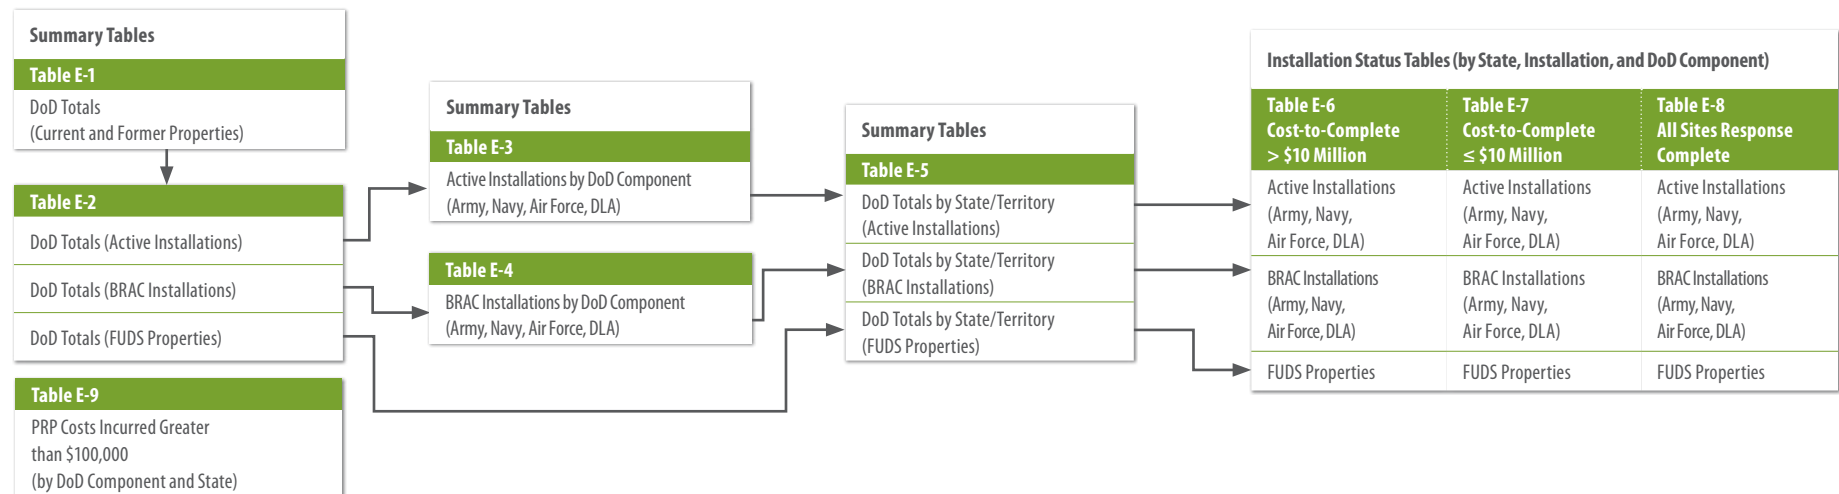 Summary Tables
Table E-1
DoD Totals
(Current and Former Properties)
Table E-2
DoD Totals (Active Installations)
DoD Totals (BRAC Installations)
DoD Totals (FUDS Properties)
Table E-9
PRP Costs Incurred Greater
than $100,000
(by DoD Component and State)
Summary Tables
Table E-3
Active Installations by DoD Component
(Army, Navy, Air Force, DLA)
Table E-4
BRAC Installations by DoD Component
(Army, Navy, Air Force, DLA)
Summary Tables
Table E-5
DoD Totals by State/Territory
(Active Installations)
DoD Totals by State/Territory
(BRAC Installations)
DoD Totals by State/Territory
(FUDS Properties)
Installation Status Tables (by State, Installation, and DoD Component)
Table E-6
Cost-to-Complete
> $10 Million
Table E-7
Cost-to-Complete
≤ $10 Million
Table E-8
All Sites Response
Complete
Active Installations
(Army, Navy,
Air Force, DLA)
Active Installations
(Army, Navy,
Air Force, DLA)
Active Installations
(Army, Navy,
Air Force, DLA)
BRAC Installations
(Army, Navy,
Air Force, DLA)
BRAC Installations
(Army, Navy,
Air Force, DLA)
BRAC Installations
(Army, Navy,
Air Force, DLA)
FUDS Properties
FUDS Properties
FUDS Properties